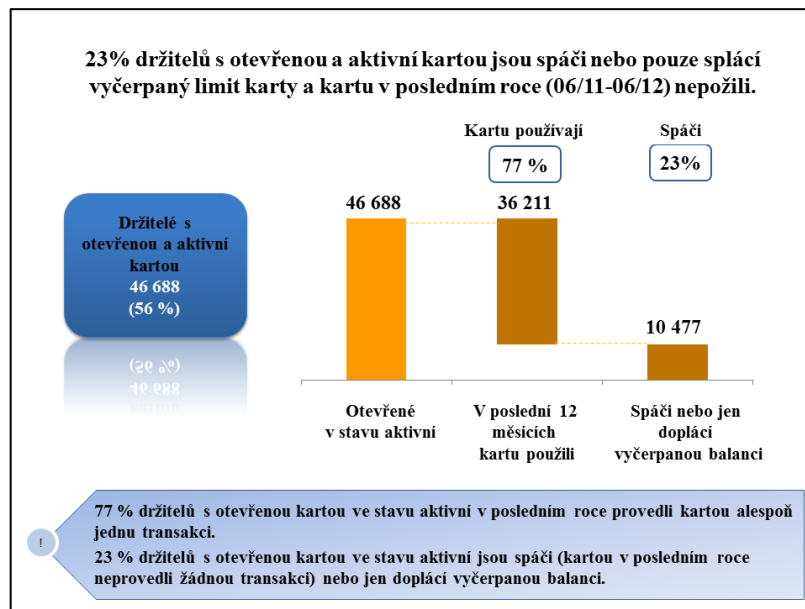 23% držitelů s otevřenou a aktivní kartou jsou spáči nebo pouze splácí
vyčerpaný limit karty a kartu v posledním roce (06/11-06/12) nepožili.
Kartu používají
Spáči
77 %
23%
Držitelé s
otevřenou a aktivní
kartou
46 688
(56 %)
46 688
36 211
10 477
Otevřené
v stavu aktivní
V poslední 12
měsících
kartu použili
Spáči nebo jen
doplácí
vyčerpanou balanci
!
77 % držitelů s otevřenou kartou ve stavu aktivní v posledním roce provedli kartou alespoň
jednu transakci.
23 % držitelů s otevřenou kartou ve stavu aktivní jsou spáči (kartou v posledním roce
neprovedli žádnou transakci) nebo jen doplácí vyčerpanou balanci.